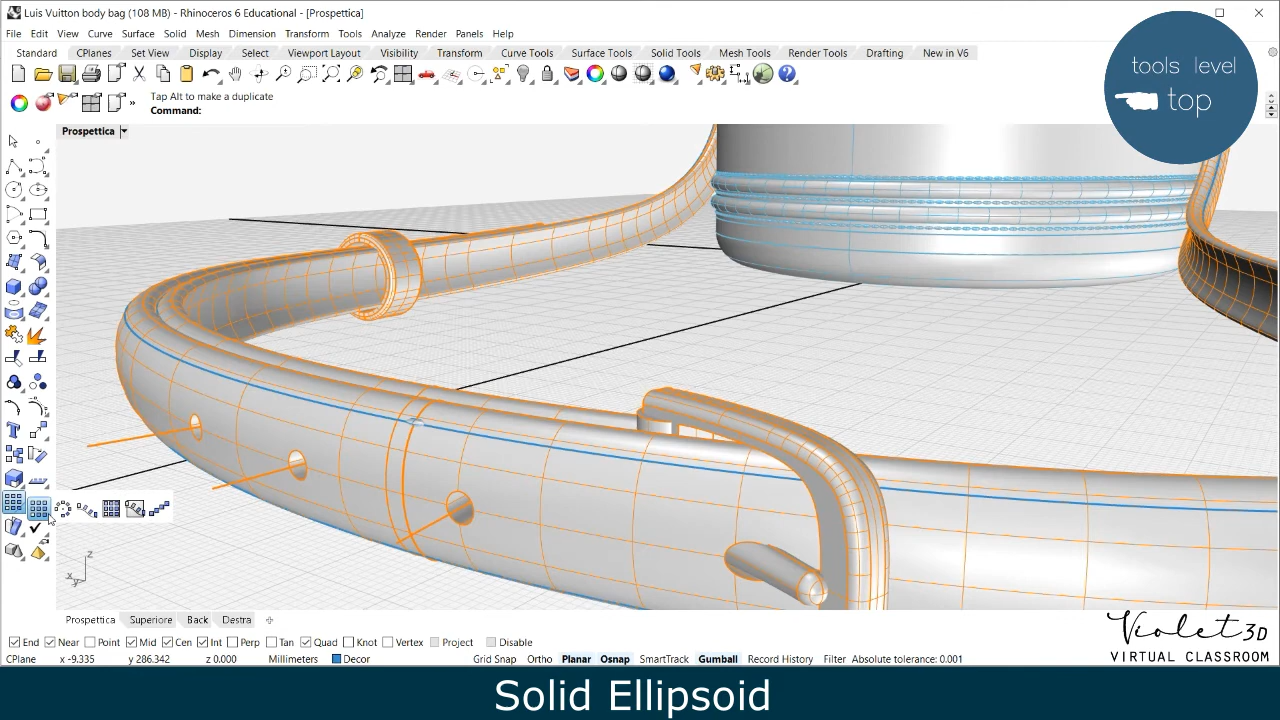 Luis Vuitton body bag (108 MB) - Rhinoceros 6 Educational - [Prospettica]
File Edit View Curve Surface Solid Mesh Dimension Transform Tools Analyze Render Panels Help
Standard CPlanes Set View Display Select Viewport Layout Visibility Transform Curve Tools Surface Tools Solid Tools Mesh Tools Render Tools Drafting New in V6
tools level
top
Tap Alt to make a duplicate
Command:
Prospettica
z
x y
Prospettica Superiore Back Destra
End Near Point Mid Cen Int Perp Tan Quad Knot Vertex Project Disable
CPlane x -9.335 y 286.342 z 0.000 Millimeters Decor Grid Snap Ortho Planar Osnap SmartTrack Gumball Record History Filter Absolute tolerance: 0.001
Violet3D
VIRTUAL CLASSROOM
Solid Ellipsoid